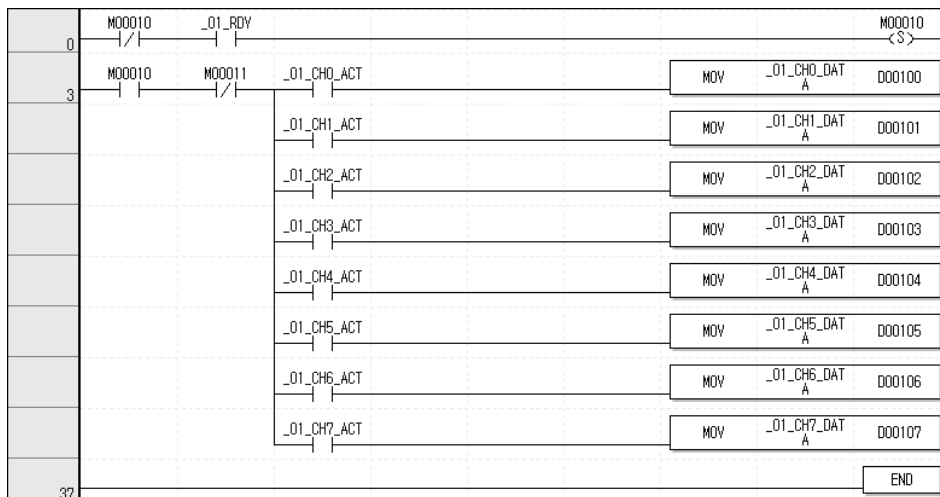 M00010 _01_RDY M00010
0 S
M00010 M00011 _01_CH0_ACT MOV _01_CH0_DAT D00100
3 A
_01_CH1_ACT MOV _01_CH1_DAT D00101
A
_01_CH2_ACT MOV _01_CH2_DAT D00102
A
_01_CH3_ACT MOV _01_CH3_DAT D00103
A
_01_CH4_ACT MOV _01_CH4_DAT D00104
A
_01_CH5_ACT MOV _01_CH5_DAT D00105
A
_01_CH6_ACT MOV _01_CH6_DAT D00106
A
_01_CH7_ACT MOV _01_CH7_DAT D00107
A
37 END